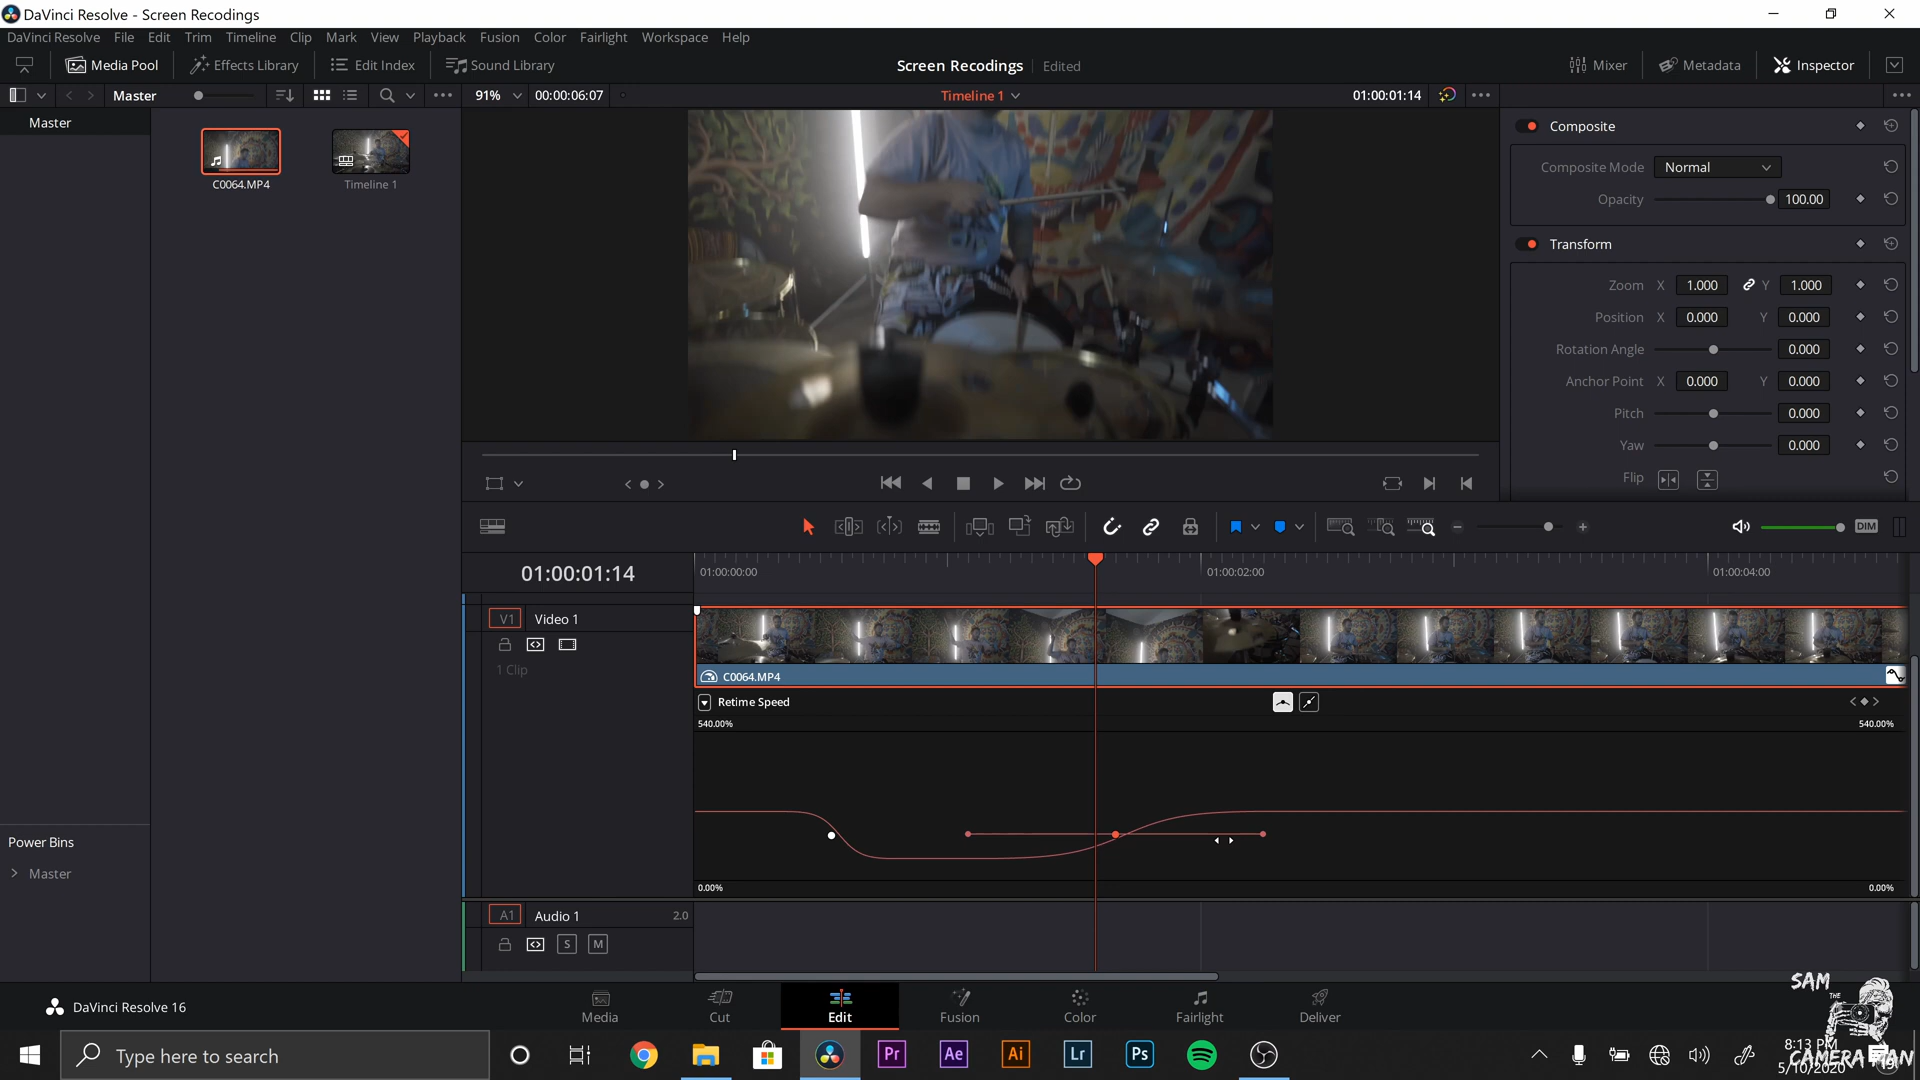 DaVinci Resolve - Screen Recodings
DaVinci Resolve File Edit Trim Timeline Clip Mark View Playback Fusion Color Fairlight Workspace Help
Media Pool Effects Library Edit Index Sound Library Screen Recodings Edited Mixer Metadata Inspector
Master 91% 00:00:06:07 Timeline 1 01:00:01:14
Master
C0064.MP4 Timeline 1
Composite
Composite Mode Normal
Opacity 100.00
Transform
Zoom X 1.000 Y 1.000
Position X 0.000 Y 0.000
Rotation Angle 0.000
Anchor Point X 0.000 Y 0.000
Pitch 0.000
Yaw 0.000
Flip
DIM
01:00:01:14 01:00:00:00 01:00:02:00 01:00:04:00
V1 Video 1
1 Clip
C0064.MP4
Retime Speed
540.00% 540.00%
0.00% 0.00%
Power Bins
Master
A1 Audio 1 2.0
S M
DaVinci Resolve 16
Media Cut Edit Fusion Color Fairlight Deliver
SAM
THE
CAMERA MAN
Type here to search
Pr Ae Ai Lr Ps
8:13 PM
5/10/2020